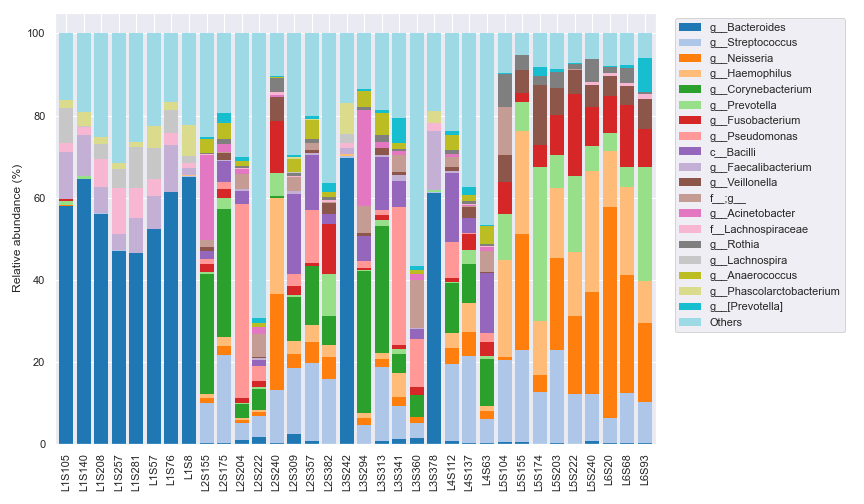 100
80
60
40
20
0
Relative abundance (%)
L1S105
L1S140
L1S208
L1S257
L1S281
L1S57
L1S76
L1S8
L2S155
L2S175
L2S204
L2S222
L2S240
L2S309
L2S357
L2S382
L3S242
L3S294
L3S313
L3S341
L3S360
L3S378
L4S112
L4S137
L4S63
L5S104
L5S155
L5S174
L5S203
L5S222
L5S240
L6S20
L6S68
L6S93
g__Bacteroides
g__Streptococcus
g__Neisseria
g__Haemophilus
g__Corynebacterium
g__Prevotella
g__Fusobacterium
g__Pseudomonas
c__Bacilli
g__Faecalibacterium
g__Veillonella
f__;g__
g__Acinetobacter
f__Lachnospiraceae
g__Rothia
g__Lachnospira
g__Anaerococcus
g__Phascolarctobacterium
g__[Prevotella]
Others